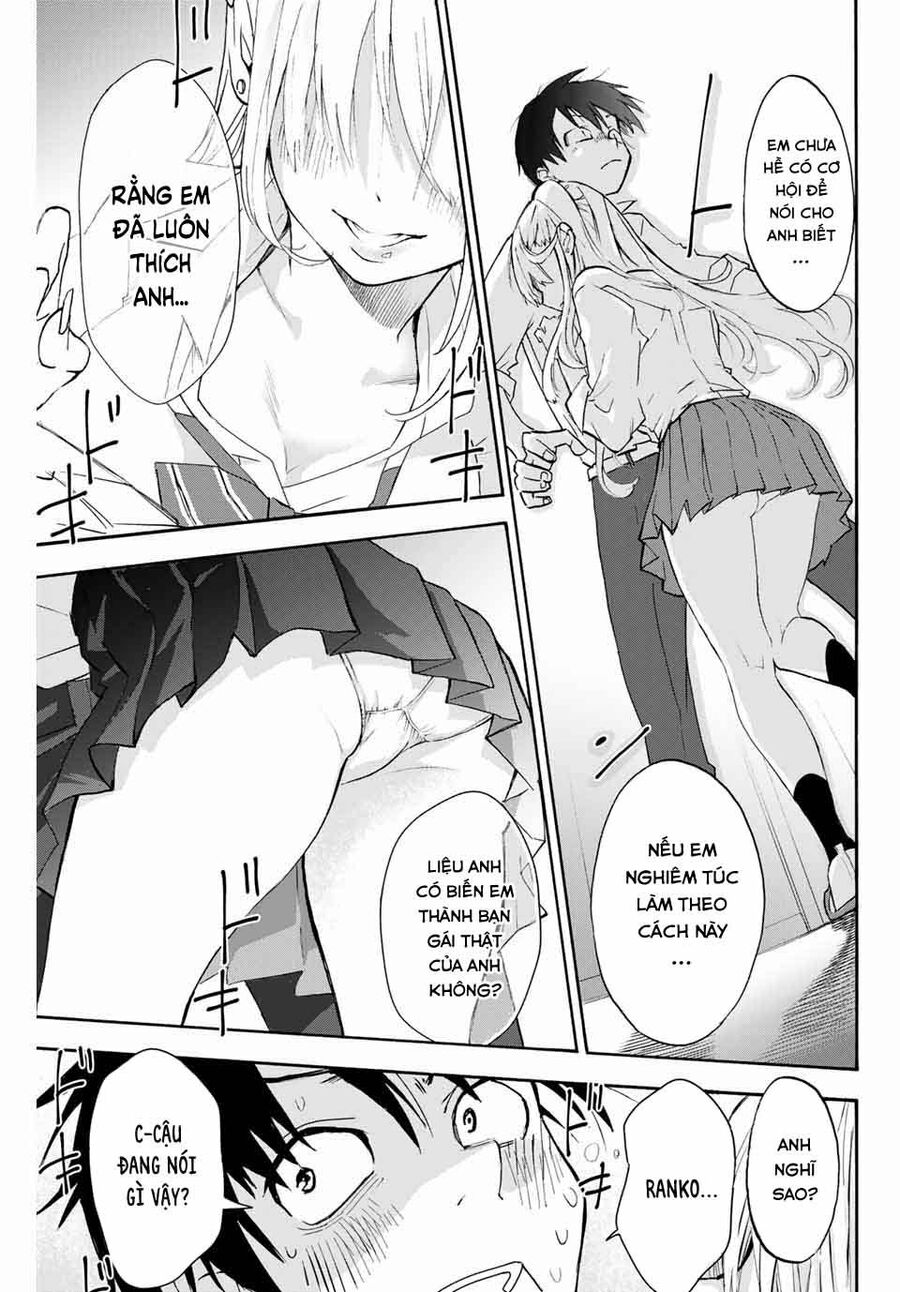 EM CHƯA
HỀ CÓ CƠ
HỘI ĐỂ
NÓI CHO
ANH BIẾT
...
RẰNG EM
ĐÃ LUÔN
THÍCH
ANH...
NẾU EM
NGHIÊM TÚC
LÀM THEO
CÁCH NÀY
...
LIỆU ANH
CÓ BIẾN EM
THÀNH BẠN
GÁI THẬT
CỦA ANH
KHÔNG?
ANH
NGHĨ
SAO?
RANKO...
C-CẬU
ĐANG NÓI
GÌ VẬY?